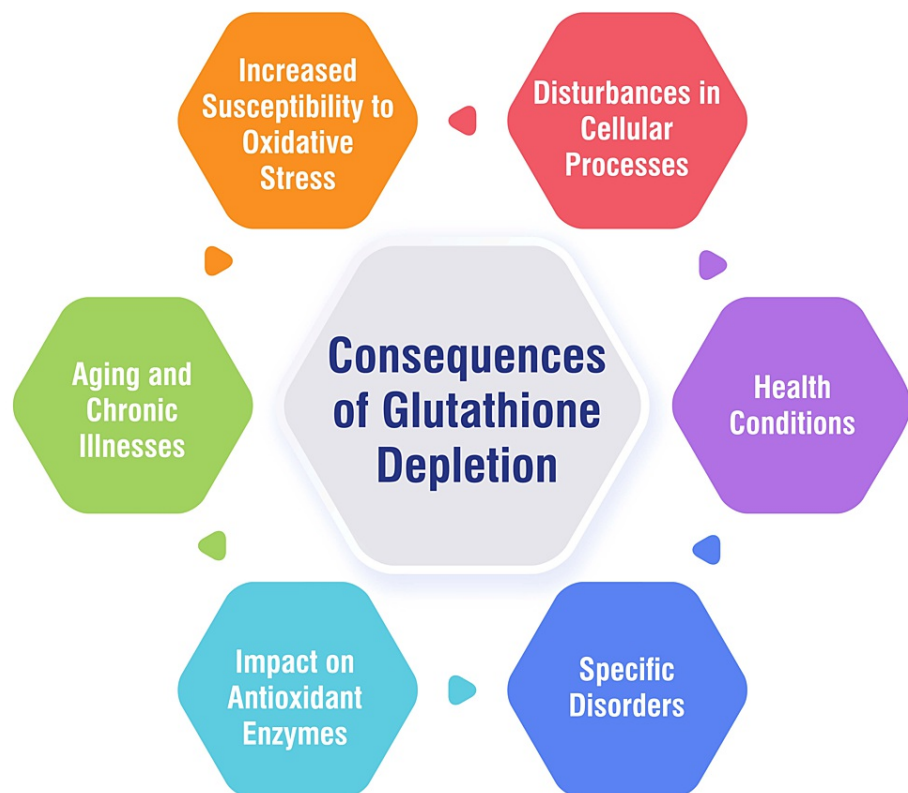 Increased
Susceptibility to
Oxidative
Stress
Disturbances in
Cellular
Processes
Aging and
Chronic
Illnesses
Consequences
of Glutathione
Depletion
Health
Conditions
Impact on
Antioxidant
Enzymes
Specific
Disorders